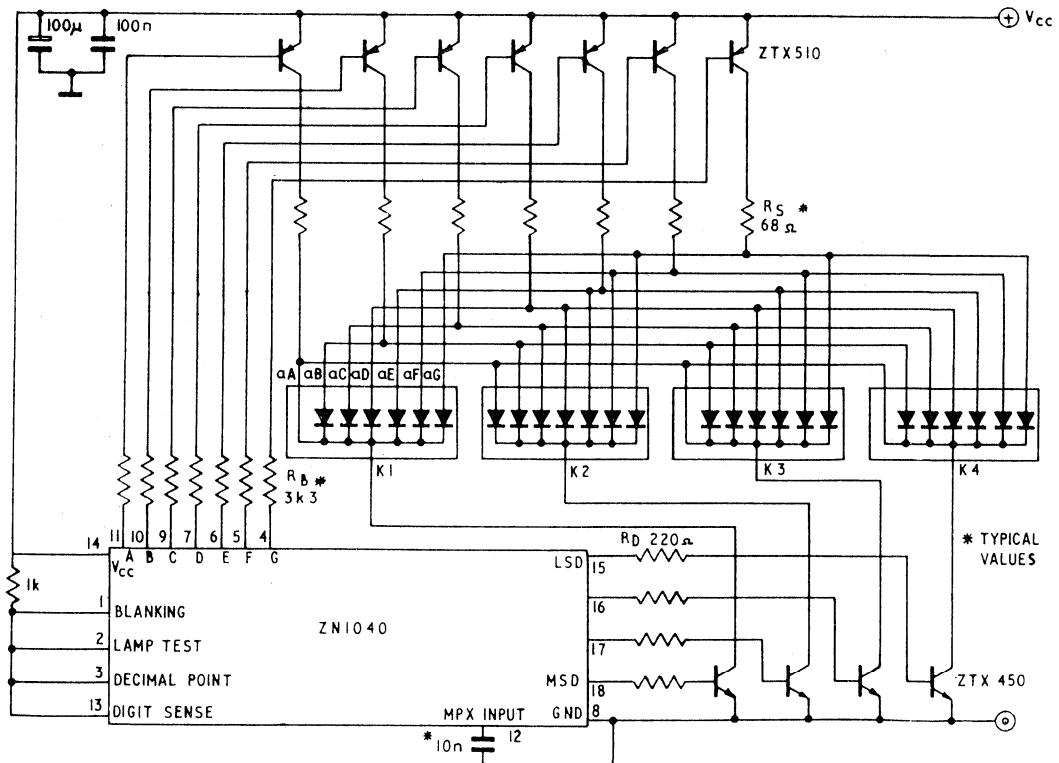 100μ
100n
+ Vcc
ZTX510
RS *
68 Ω
aA aB aC aD aE aF aG
K1
K2
K3
K4
RB *
3k3
11 10 9 7 6 5 4
A B C D E F G
14
Vcc
1k
1 BLANKING
2 LAMP TEST
3 DECIMAL POINT
13 DIGIT SENSE
ZN1040
MPX INPUT
12
* 10n
LSD
15
RD 220Ω
16
17
MSD
18
GND
8
* TYPICAL
VALUES
ZTX 450